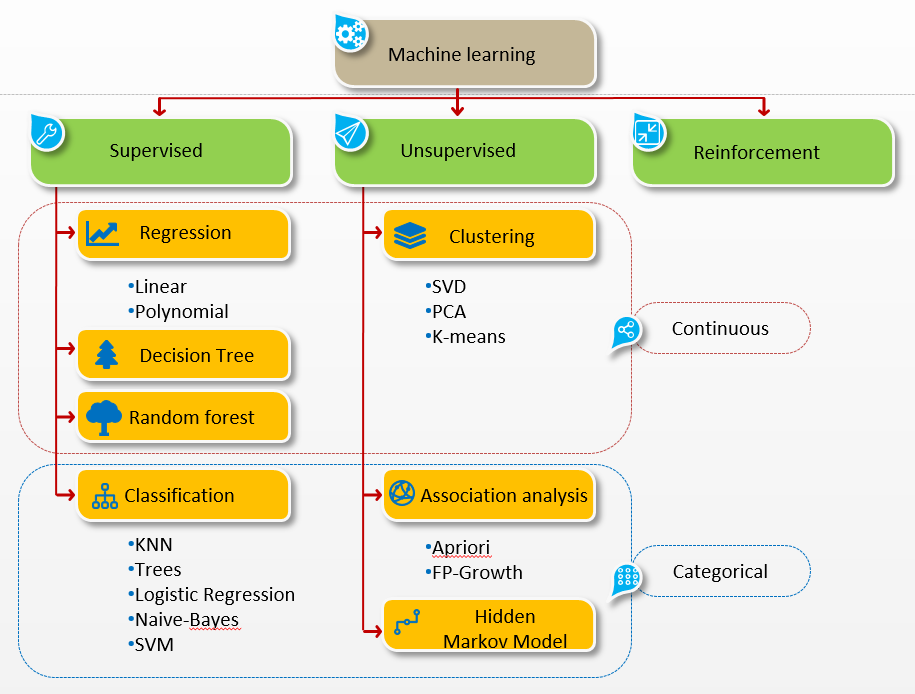 Machine learning
Supervised
Unsupervised
Reinforcement
Regression
•Linear
•Polynomial
Decision Tree
Random forest
Clustering
•SVD
•PCA
•K-means
Continuous
Classification
•KNN
•Trees
•Logistic Regression
•Naive-Bayes
•SVM
Association analysis
•Apriori
•FP-Growth
Hidden
Markov Model
Categorical